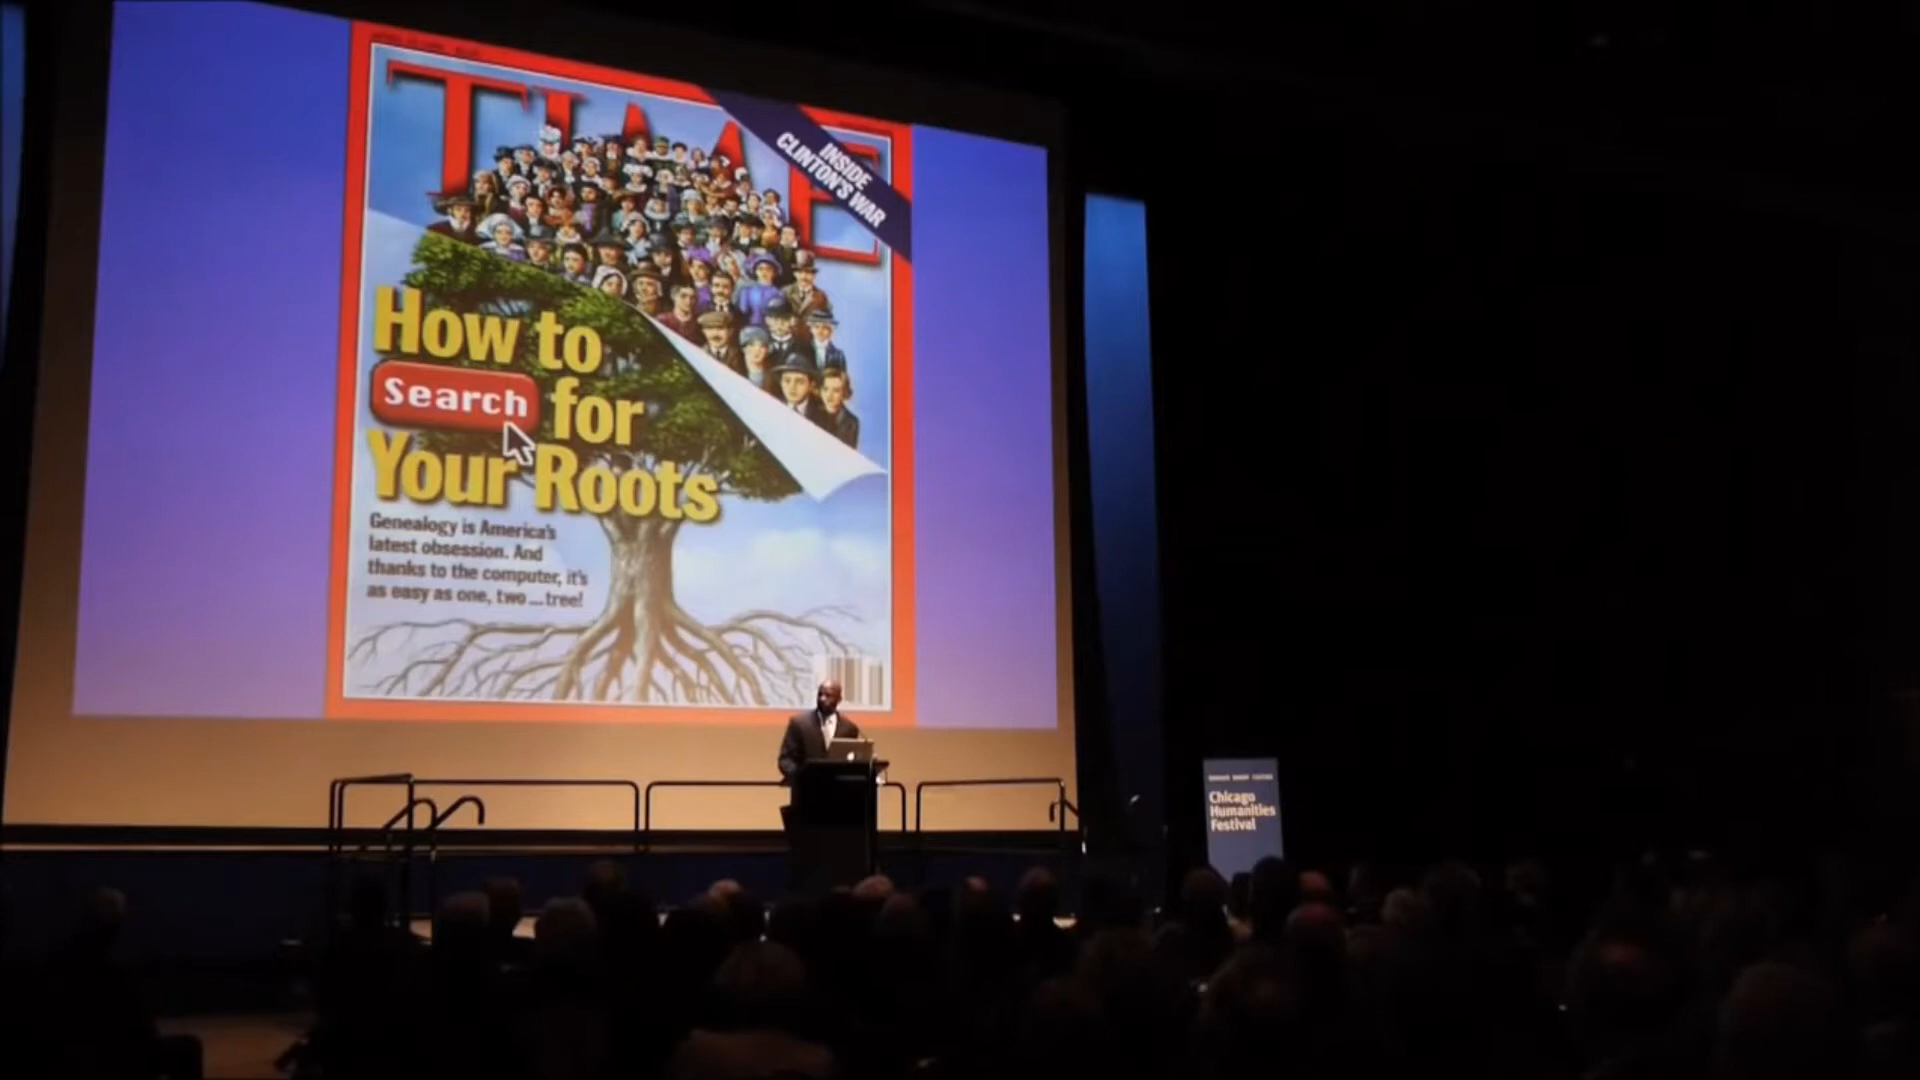 TIME
INSIDE
CLINTON'S WAR
How to
Search for
Your Roots
Genealogy is America's
latest obsession. And
thanks to the computer, it's
as easy as one, two ... tree!
Chicago
Humanities
Festival